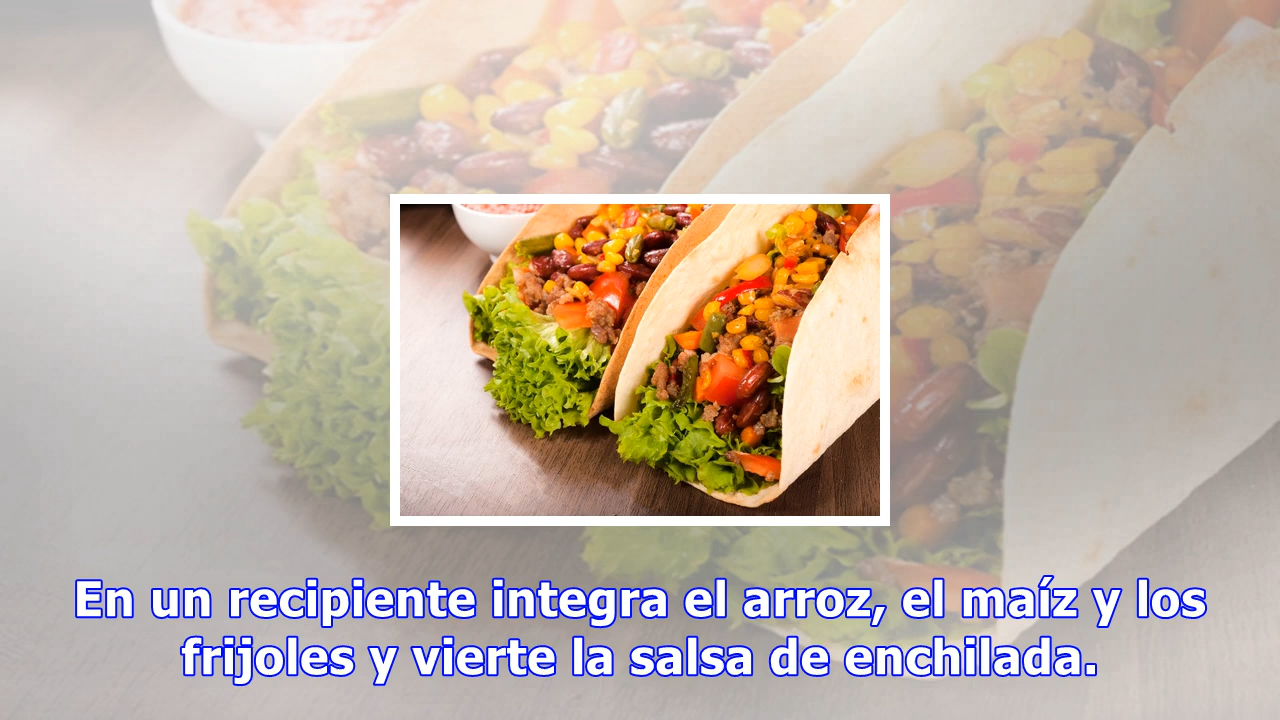 En un recipiente integra el arroz, el maíz y los
frijoles y vierte la salsa de enchilada.